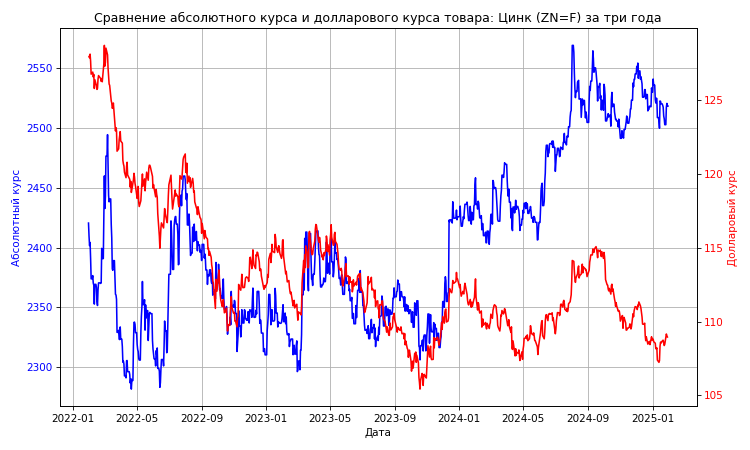 Сравнение абсолютного курса и долларового курса товара: Цинк (ZN=F) за три года
Абсолютный курс
2550
2500
2450
2400
2350
2300
125
120
115
110
105
Долларовый курс
2022-01 2022-05 2022-09 2023-01 2023-05 2023-09 2024-01 2024-05 2024-09 2025-01
Дата